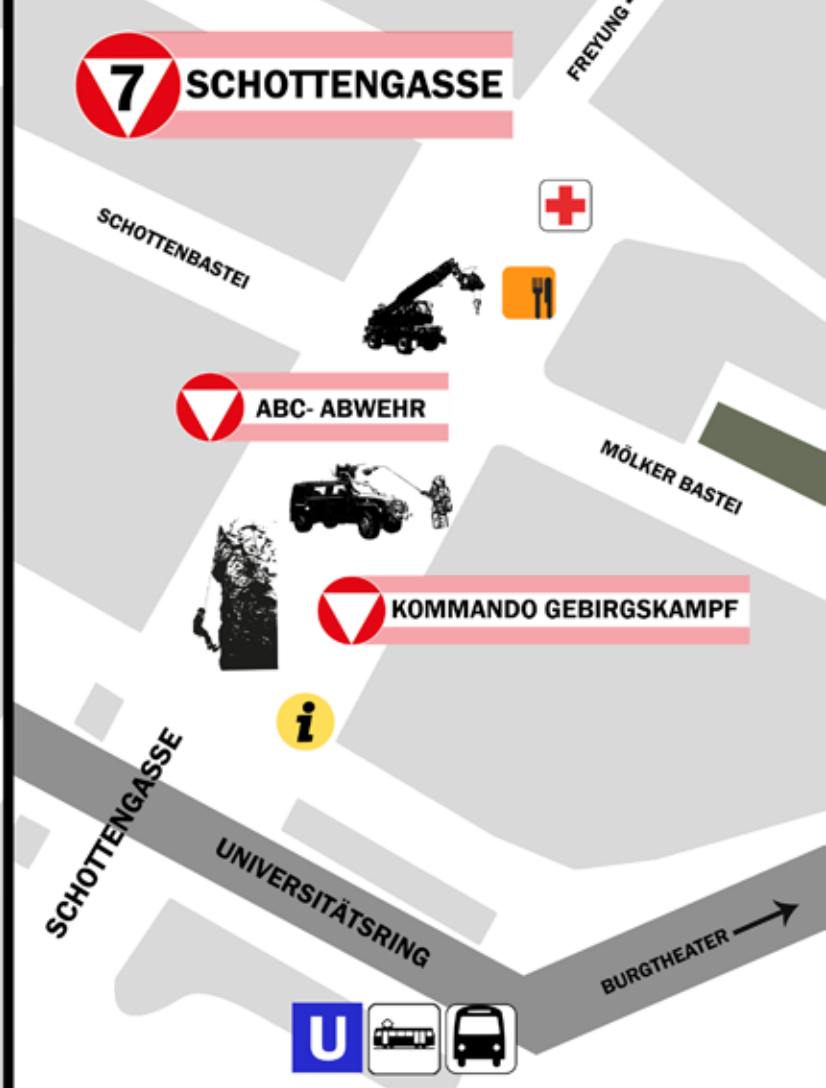 FREYUNG
7 SCHOTTENGASSE
SCHOTTENBASTEI
ABC- ABWEHR
MÖLKER BASTEI
KOMMANDO GEBIRGSKAMPF
i
SCHOTTENGASSE
UNIVERSITÄTSRING
BURGTHEATER
U